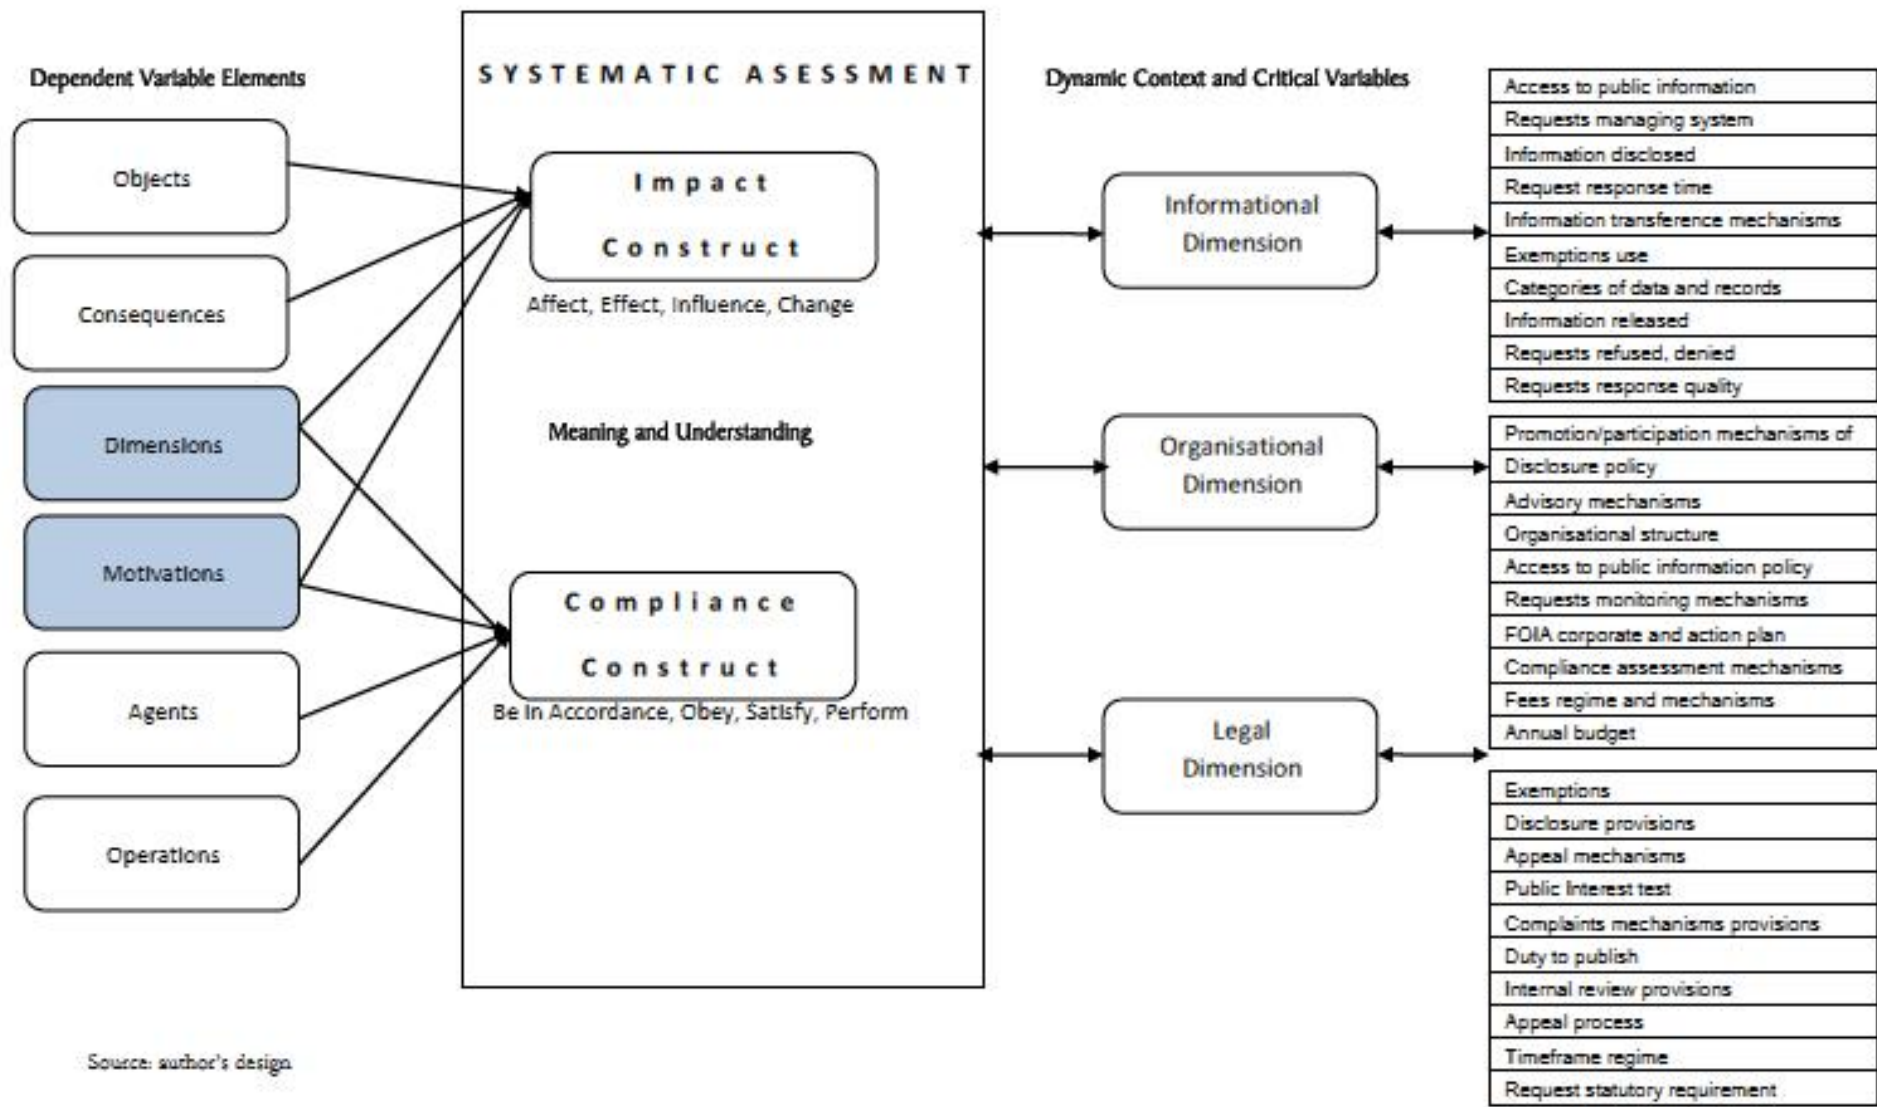 Dependent Variable Elements
Objects
Consequences
Dimensions
Motivations
Agents
Operations
Source: author's design
SYSTEMATIC ASESSMENT
Impact
Construct
Affect, Effect, Influence, Change
Meaning and Understanding
Compliance
Construct
Be in Accordance, Obey, Satisfy, Perform
Dynamic Context and Critical Variables
Informational
Dimension
Organisational
Dimension
Legal
Dimension
Access to public information
Requests managing system
Information disclosed
Request response time
Information transference mechanisms
Exemptions use
Categories of data and records
Information released
Requests refused, denied
Requests response quality
Promotion/participation mechanisms of
Disclosure policy
Advisory mechanisms
Organisational structure
Access to public information policy
Requests monitoring mechanisms
FOIA corporate and action plan
Compliance assessment mechanisms
Fees regime and mechanisms
Annual budget
Exemptions
Disclosure provisions
Appeal mechanisms
Public Interest test
Complaints mechanisms provisions
Duty to publish
Internal review provisions
Appeal process
Timeframe regime
Request statutory requirement